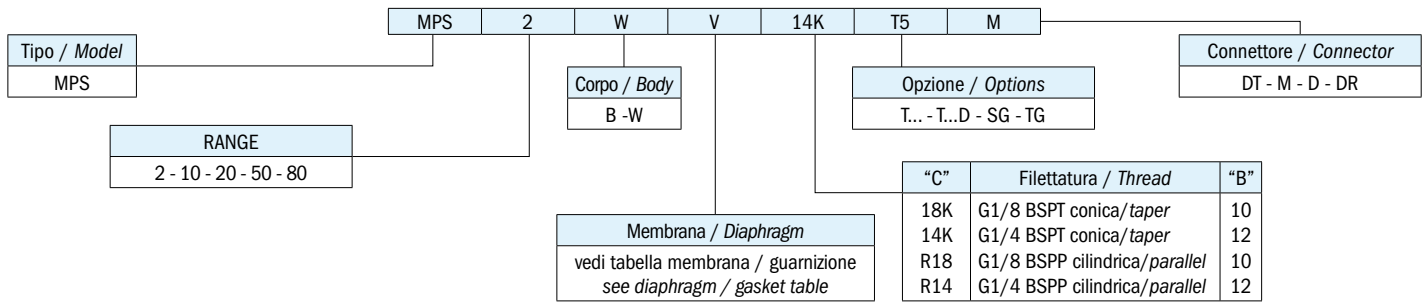 MPS 2 W V 14K T5 M
Tipo / Model
MPS
Corpo / Body
B -W
Opzione / Options
T... - T...D - SG - TG
Connettore / Connector
DT - M - D - DR
RANGE
2 - 10 - 20 - 50 - 80
Membrana / Diaphragm
vedi tabella membrana / guarnizione
see diaphragm / gasket table
“C” Filettatura / Thread “B”
18K G1/8 BSPT conica/taper 10
14K G1/4 BSPT conica/taper 12
R18 G1/8 BSPP cilindrica/parallel 10
R14 G1/4 BSPP cilindrica/parallel 12